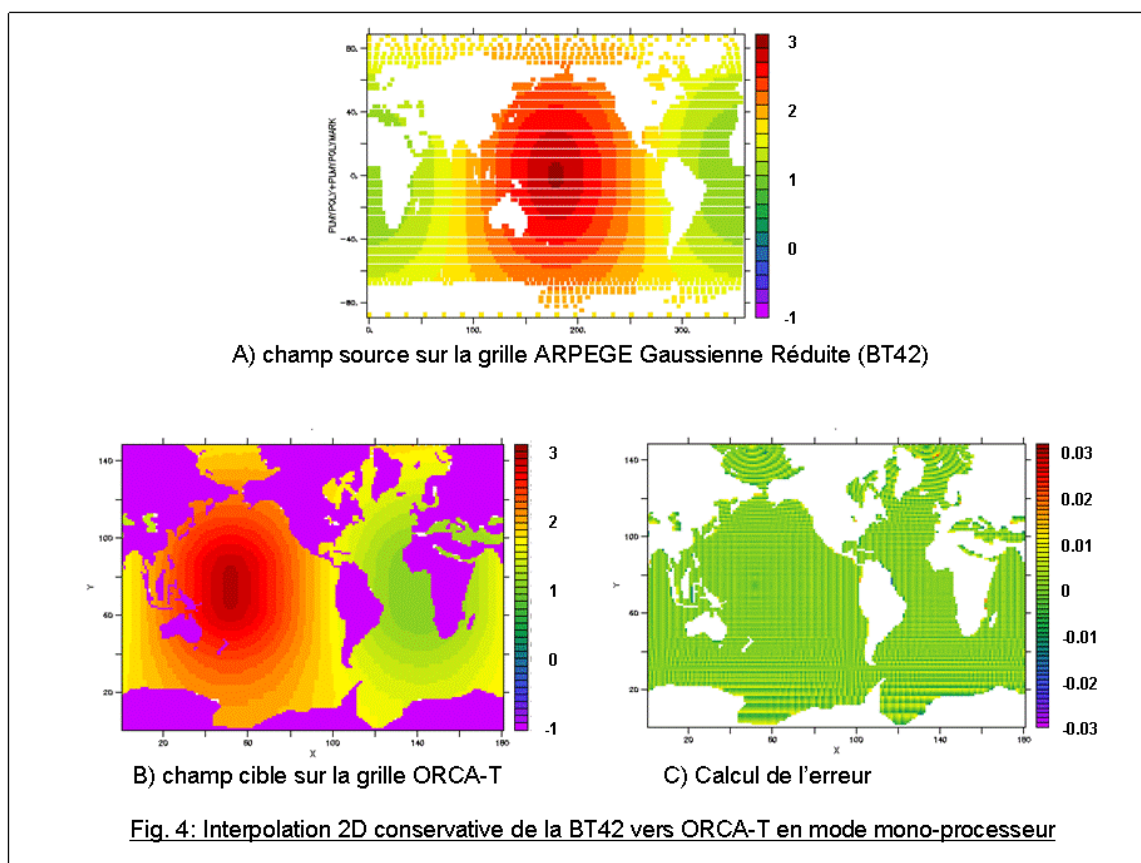 3
2
1
0
-1
80.
40.
0.
-40.
-80.
PLMYPOLY+PLMYPOLYMARK
0. 100. 200. 300.
A) champ source sur la grille ARPEGE Gaussienne Réduite (BT42)
140
100
60
20
Y
20 60 100 140 180
X
3
2
1
0
-1
140
100
60
20
Y
20 60 100 140 160
X
0.03
0.02
0.01
0
-0.01
-0.02
-0.03
B) champ cible sur la grille ORCA-T
C) Calcul de l'erreur
Fig. 4: Interpolation 2D conservative de la BT42 vers ORCA-T en mode mono-processeur